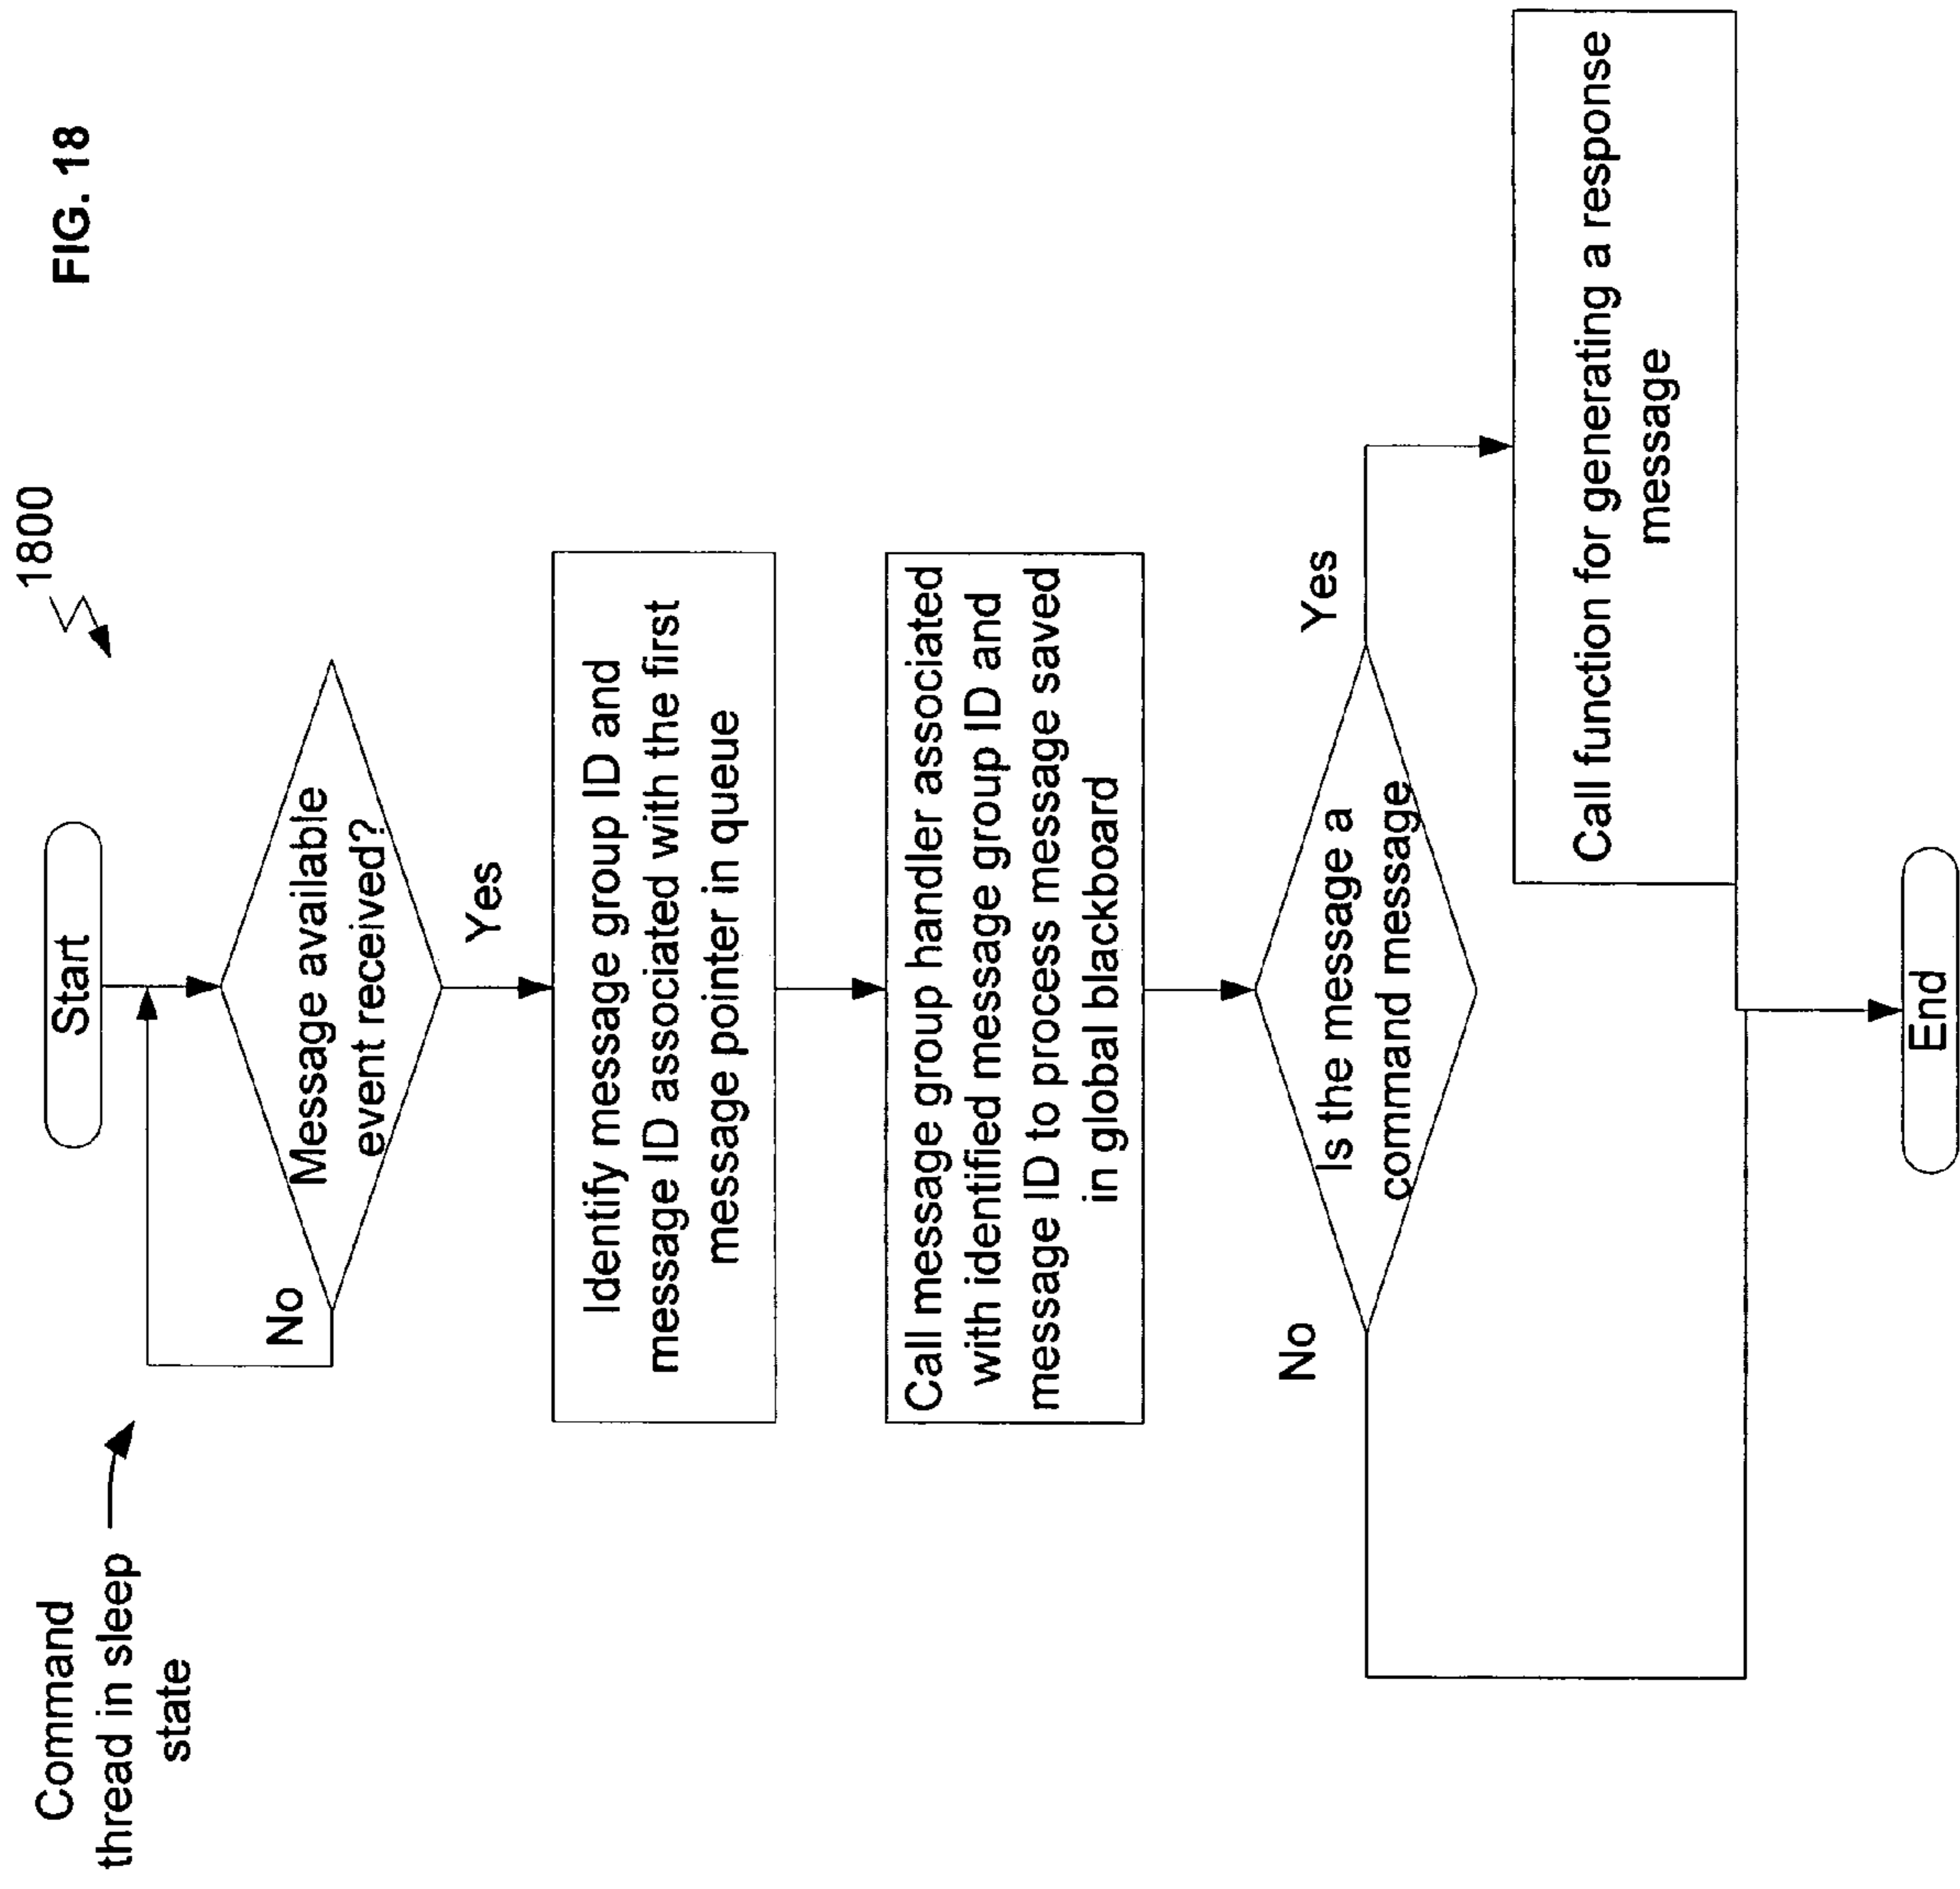 FIG. 18
1800
Command
thread in sleep
state
Start
Message available
event received?
No
Yes
Identify message group ID and
message ID associated with the first
message pointer in queue
Call message group handler associated
with identified message group ID and
message ID to process message saved
in global blackboard
Is the message a
command message
No
Yes
Call function for generating a response
message
End